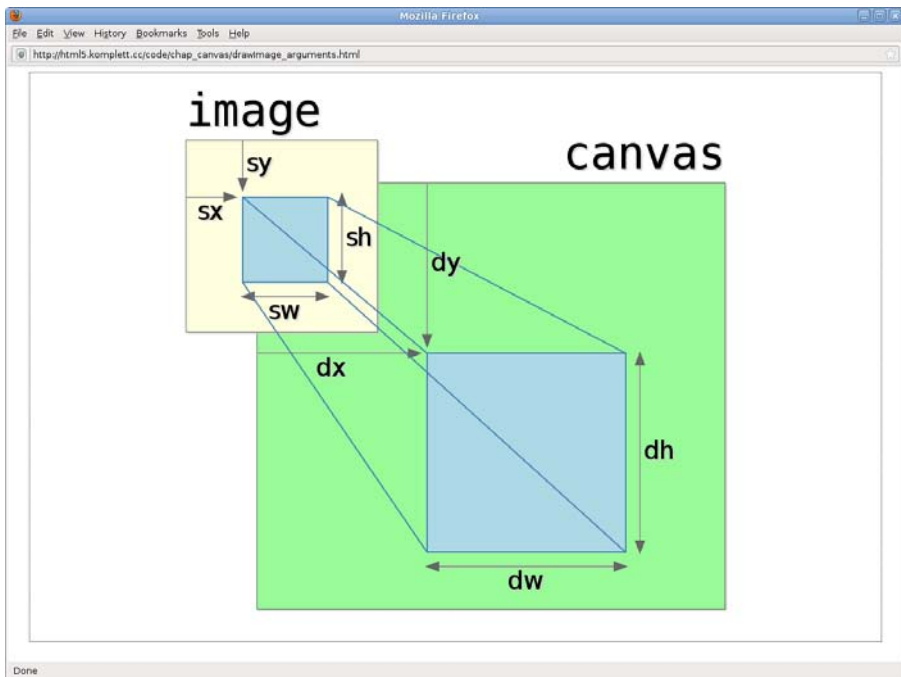 Mozilla Firefox
File Edit View History Bookmarks Tools Help
http://html5.komplett.cc/code/chap_canvas/drawImage_arguments.html
image
canvas
sy
sx
sh
dy
sw
dx
dh
dw
Done